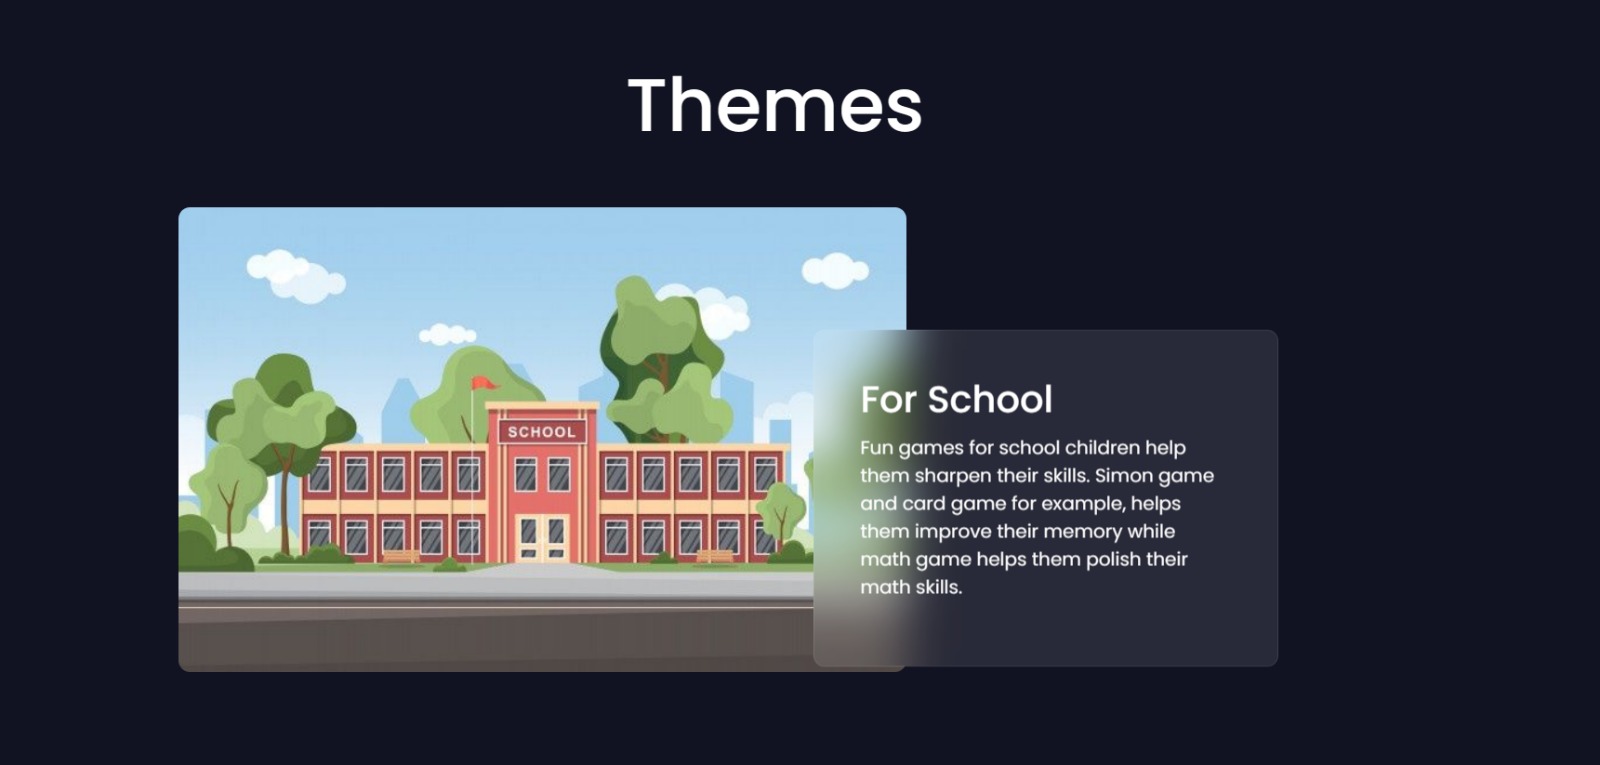 Themes
SCHOOL
For School
Fun games for school children help
them sharpen their skills. Simon game
and card game for example, helps
them improve their memory while
math game helps them polish their
math skills.